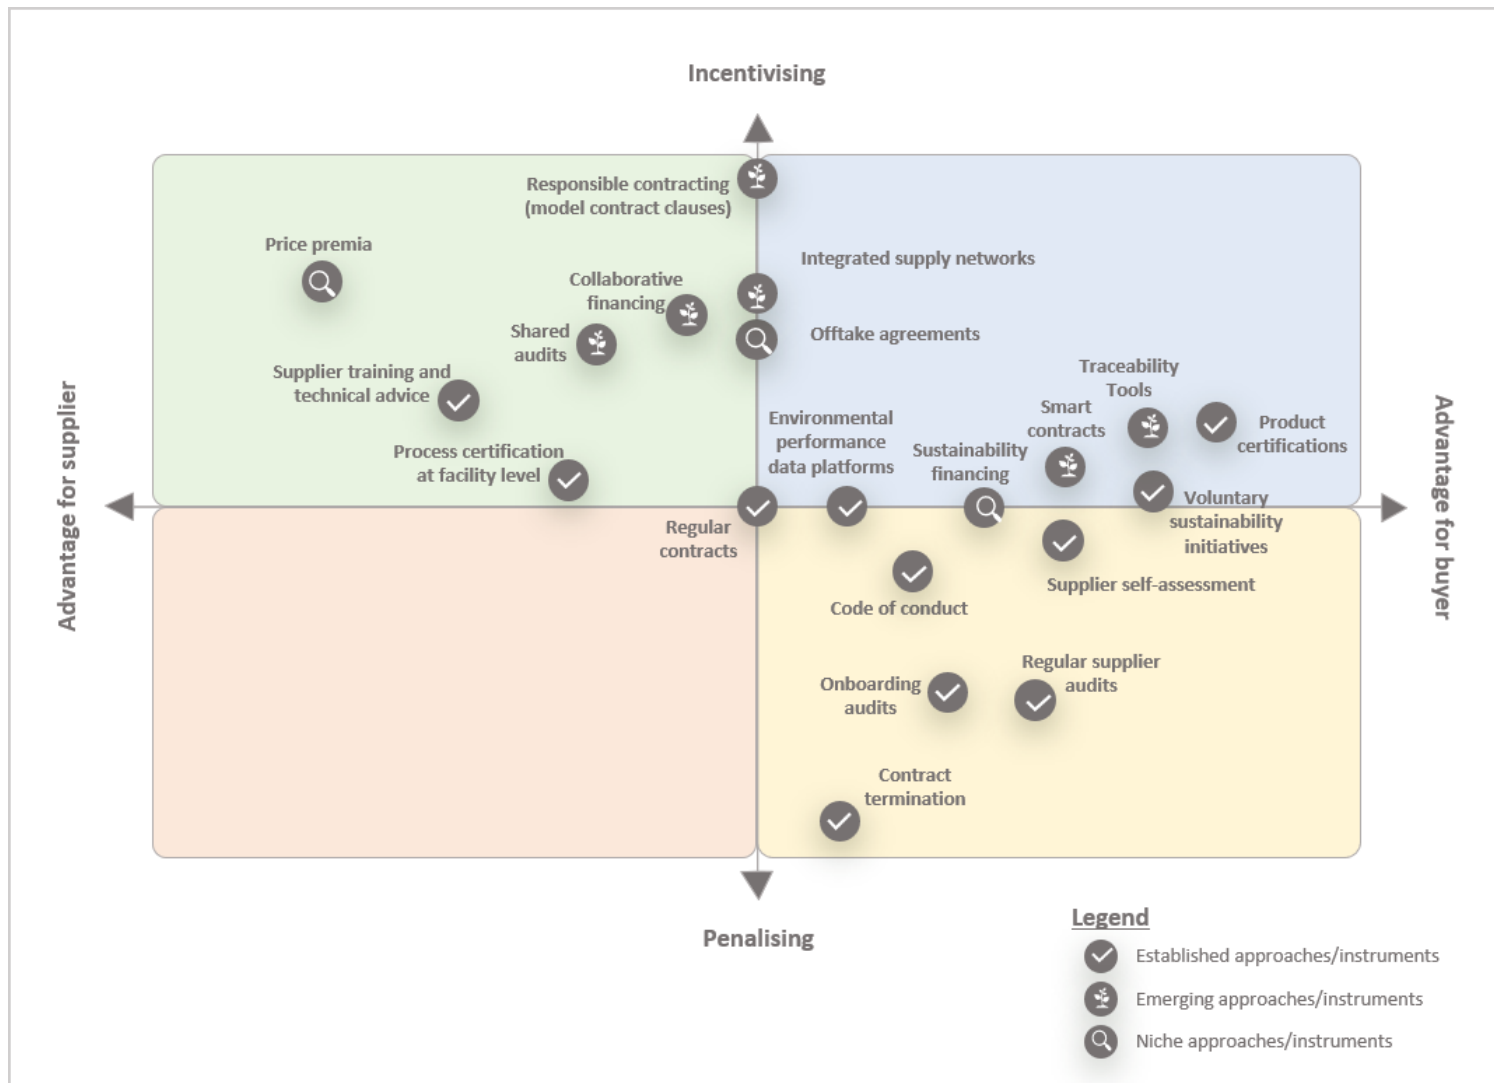 Incentivising
Responsible contracting
(model contract clauses)
Price premia
Integrated supply networks
Collaborative
financing
Shared
audits
Offtake agreements
Supplier training and
technical advice
Traceability
Tools
Smart
contracts
Environmental
performance
data platforms
Product
certifications
Sustainability
financing
Process certification
at facility level
Advantage for supplier
Advantage for buyer
Voluntary
sustainability
initiatives
Regular
contracts
Supplier self-assessment
Code of conduct
Onboarding
audits
Regular supplier
audits
Contract
termination
Penalising
Legend
Established approaches/instruments
Emerging approaches/instruments
Niche approaches/instruments